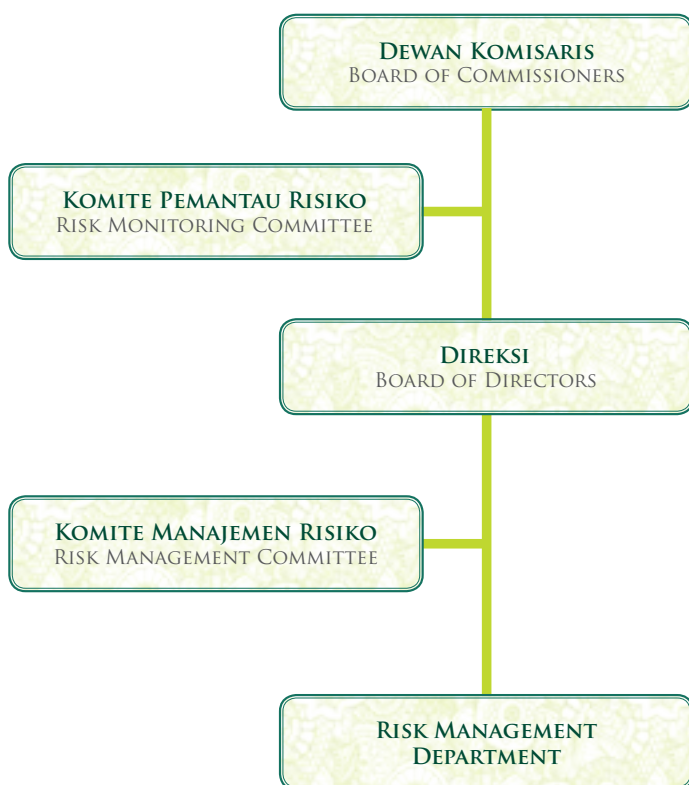 Dewan Komisaris
Board of Commissioners
Komite Pemantau Risiko
Risk Monitoring Committee
Direksi
Board of Directors
Komite Manajemen Risiko
Risk Management Committee
Risk Management
Department